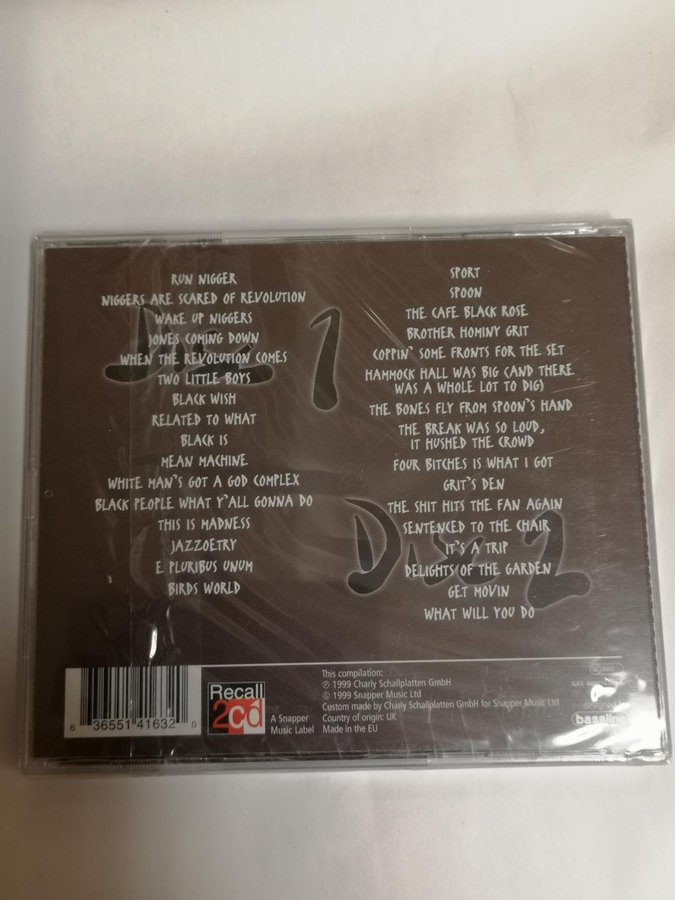 RUN NIGGER
NIGGERS ARE SCARED OF REVOLUTION
WAKE UP NIGGERS
JONES COMING DOWN
WHEN THE REVOLUTION COMES
TWO LITTLE BOYS
BLACK WISH
RELATED TO WHAT
BLACK IS
MEAN MACHINE
WHITE MAN'S GOT A GOD COMPLEX
BLACK PEOPLE WHAT Y'ALL GONNA DO
THIS IS MADNESS
JAZZOETRY
E PLURIBUS UNUM
BIRDS WORLD
Disc 1
SPORT
SPOON
THE CAFE BLACK ROSE
BROTHER HOMINY GRIT
COPPIN' SOME FRONTS FOR THE SET
HAMMOCK HALL WAS BIG (AND THERE
WAS A WHOLE LOT TO DIG)
THE BONES FLY FROM SPOON'S HAND
THE BREAK WAS SO LOUD,
IT HUSHED THE CROWD
FOUR BITCHES IS WHAT I GOT
GRIT'S DEN
THE SHIT HITS THE FAN AGAIN
SENTENCED TO THE CHAIR
IT'S A TRIP
DELIGHTS OF THE GARDEN
GET MOVIN
WHAT WILL YOU DO
Disc 2
6 36551 41632 0
Recall
2cd
A Snapper
Music Label
This compilation:
℗ 1999 Charly Schallplatten GmbH
© 1999 Snapper Music Ltd
Custom made by Charly Schallplatten GmbH for Snapper Music Ltd
Country of origin: UK
Made in the EU
designed
bassline